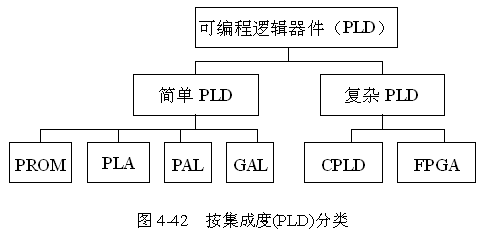 可编程逻辑器件（PLD）
简单 PLD 复杂 PLD
PROM PLA PAL GAL CPLD FPGA
图 4-42 按集成度(PLD)分类